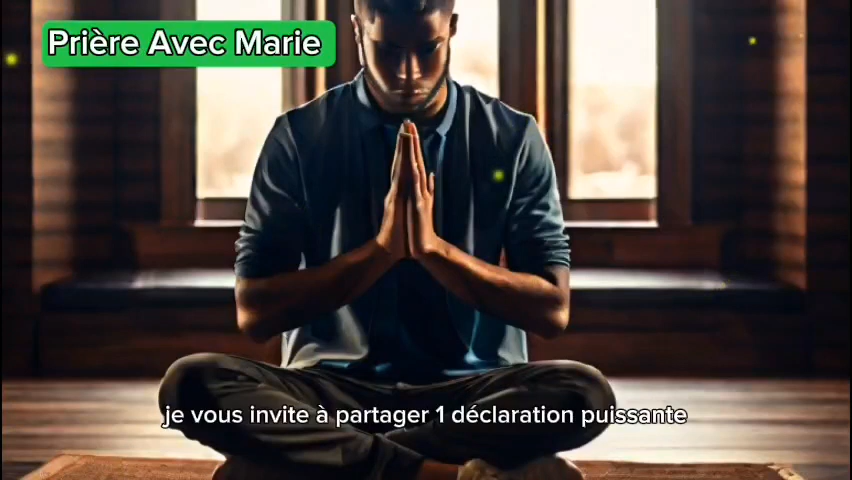 Prière Avec Marie
je vous invite à partager 1 déclaration puissante